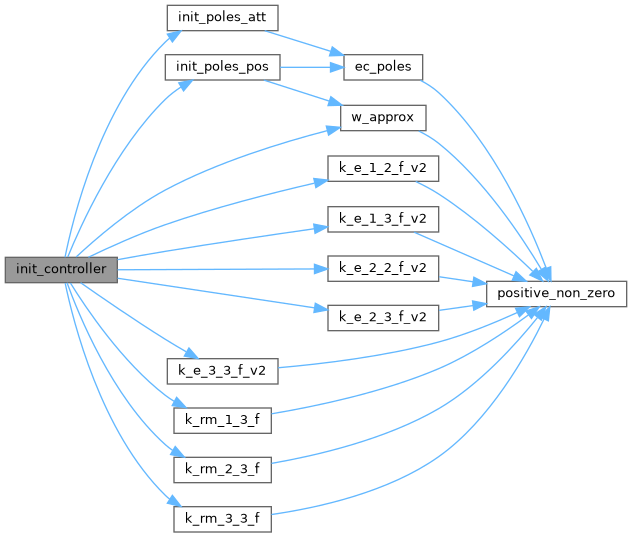 init_poles_att
init_poles_pos
ec_poles
w_approx
k_e_1_2_f_v2
k_e_1_3_f_v2
init_controller
k_e_2_2_f_v2
positive_non_zero
k_e_2_3_f_v2
k_e_3_3_f_v2
k_rm_1_3_f
k_rm_2_3_f
k_rm_3_3_f